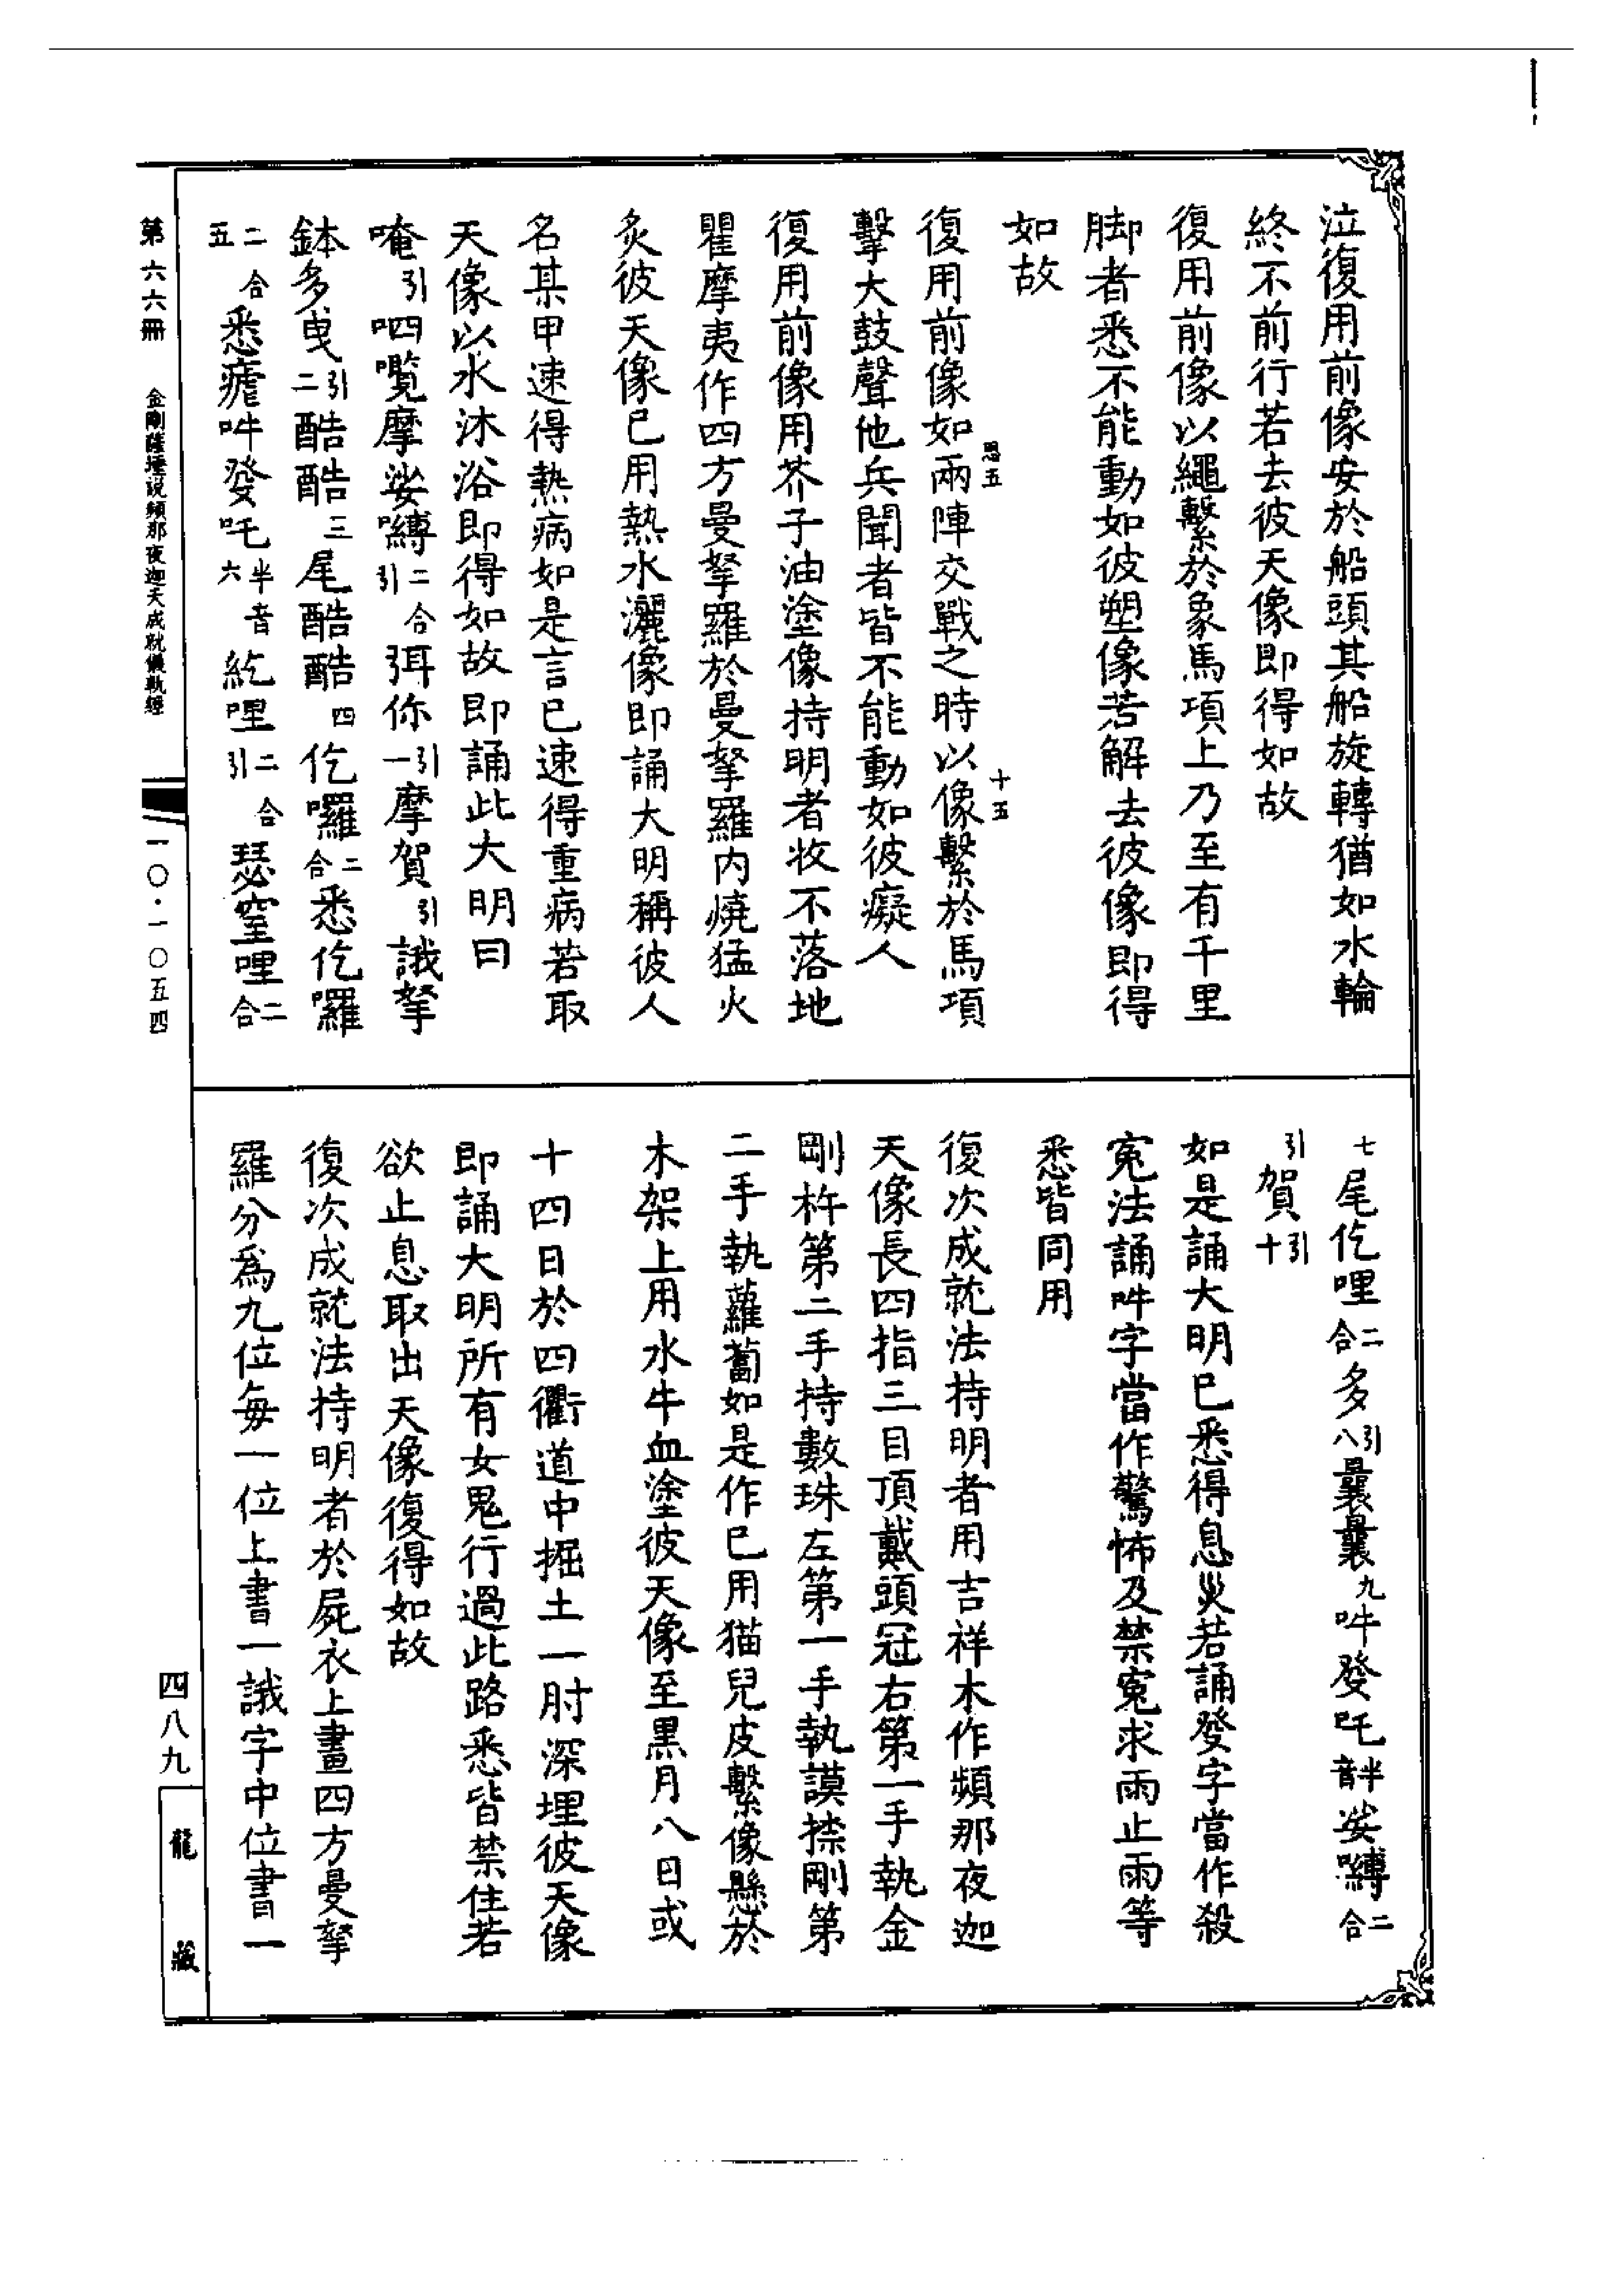 泣復用前像安於船頭其船旋轉猶如水輪
終不前行若去彼天像即得如故
復用前像以繩繫於象馬項上乃至有千里
脚者悉不能動如彼塑像若解去彼像即得
如故
思五
十五
復用前像如兩陣交戰之時以像繫於馬項
擊大鼓聲他兵聞者皆不能動如彼癡人
復用前像用芥子油塗像持明者收不落地
瞿摩夷作四方曼拏羅於曼拏羅內燒猛火
炙彼天像已用熱水灑像即誦大明稱彼人
名某甲速得熱病如是言已速得重病若取
天像以水沐浴即得如故即誦此大明曰
唵引呬嚂摩娑嚩二合引弭你引一摩賀引誐拏
鉢多曳引二酷酷三尾酷酷四仡囉二合悉仡囉
二合五悉癨吽發吒半音六紇哩二合引瑟窒哩二合
七尾仡哩二合多引八曩曩九吽發吒半音娑嚩二合
引賀引十
如是誦大明已悉得息災若誦發字當作殺
寃法誦吽字當作驚怖及禁寃求雨止雨等
悉皆同用
復次成就法持明者用吉祥木作頻那夜迦
天像長四指三目頂戴頭冠右第一手執金
剛杵第二手持數珠左第一手執謨捺剛第
二手執蘿蔔如是作已用猫兒皮繫像懸於
木架上用水牛血塗彼天像至黑月八日或
十四日於四衢道中掘土一肘深埋彼天像
即誦大明所有女鬼行過此路悉皆禁住若
欲止息取出天像復得如故
復次成就法持明者於屍衣上畫四方曼拏
羅分為九位每一位上書一誐字中位書一
第六六冊
金剛薩埵說頻那夜迦天成就儀軌經
一〇·一〇五四
四八九
龍藏